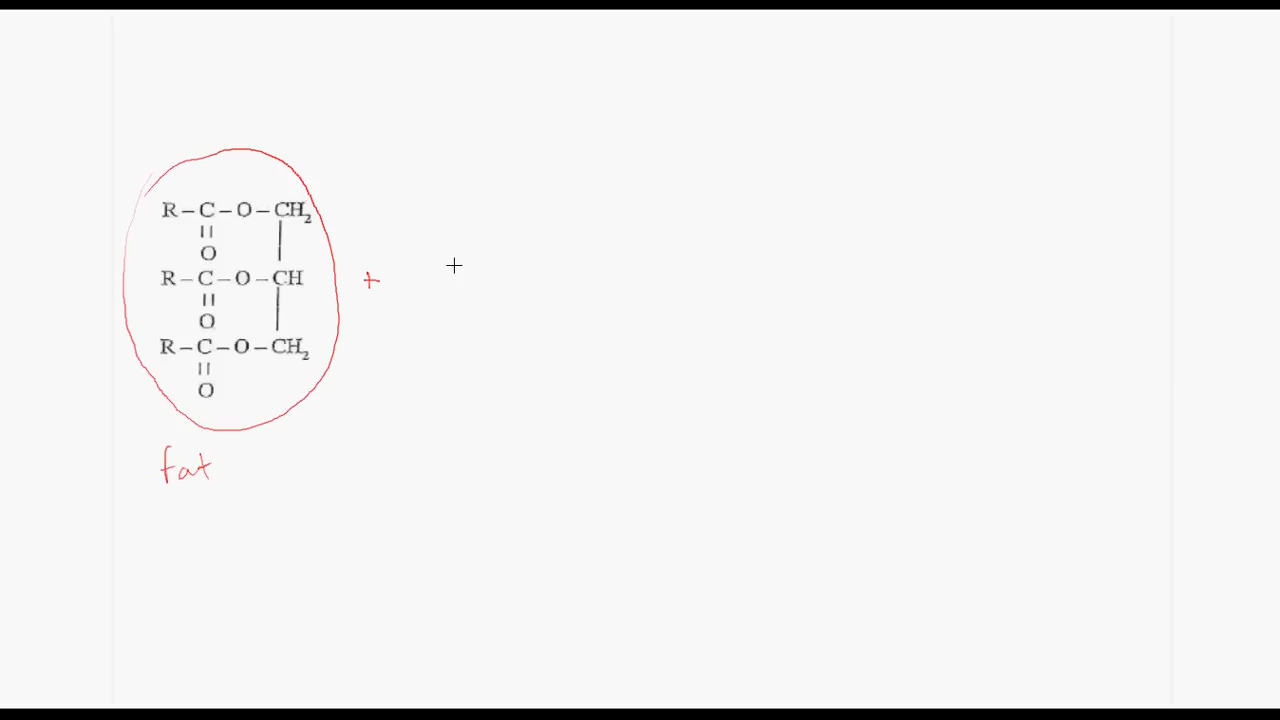 R – C – O – CH₂
||
O
R – C – O – CH
||
O
R – C – O – CH₂
||
O
+
fat